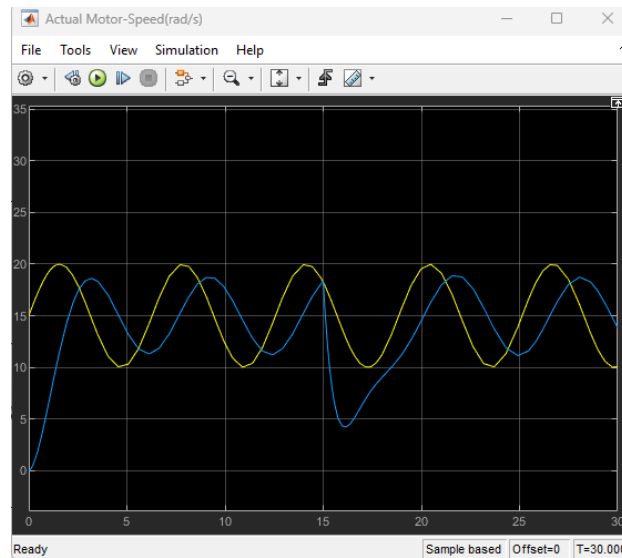 Actual Motor-Speed(rad/s)
File Tools View Simulation Help
35
30
25
20
15
10
5
0
0 5 10 15 20 25 30
Ready Sample based Offset=0 T=30.00